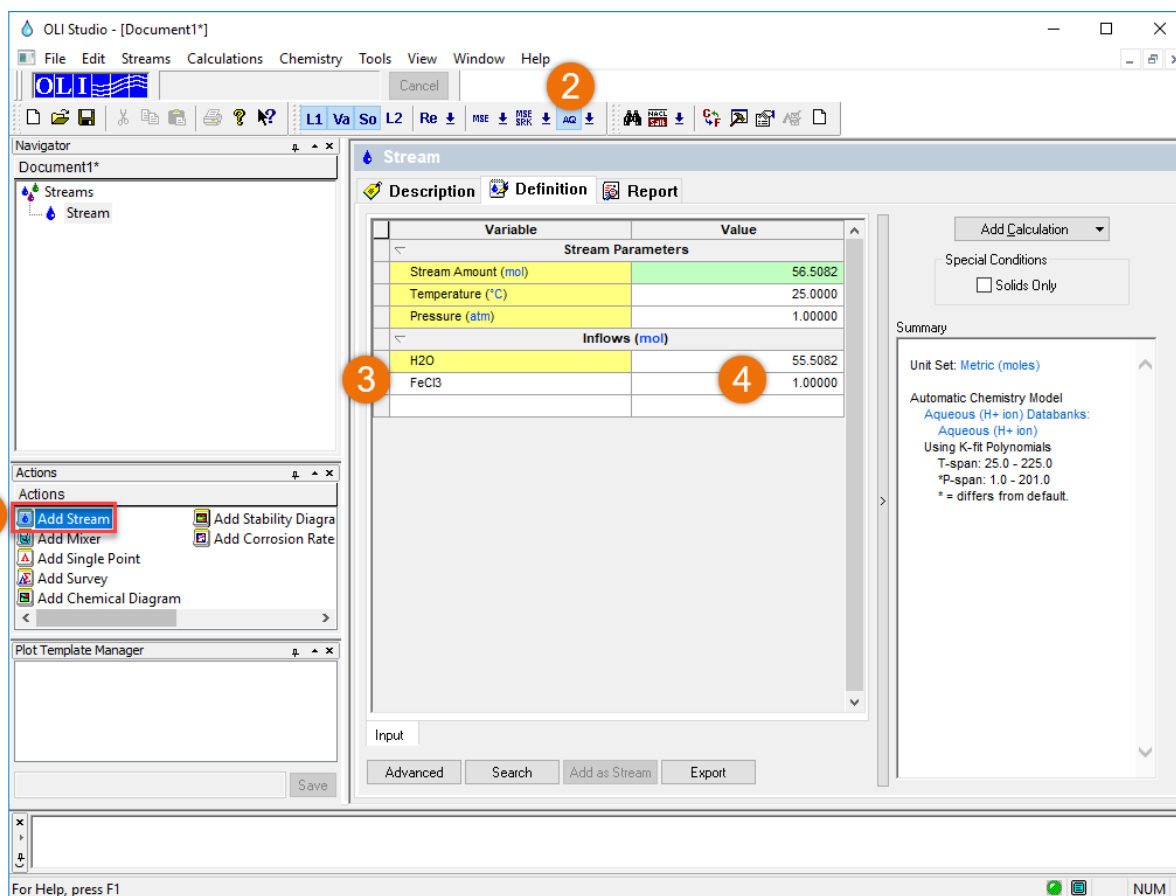 OLI Studio - [Document1*]
File Edit Streams Calculations Chemistry Tools View Window Help
OLI Cancel
2
L1 Va So L2 Re MSE MSE SRK AQ
Navigator
Document1*
Streams
Stream
Stream
Description Definition Report
Variable Value
Stream Parameters
Stream Amount (mol) 56.5082
Temperature (°C) 25.0000
Pressure (atm) 1.00000
Inflows (mol)
H2O 55.5082
FeCl3 1.00000
3
4
Input
Advanced Search Add as Stream Export
Add Calculation
Special Conditions
Solids Only
Summary
Unit Set: Metric (moles)
Automatic Chemistry Model
Aqueous (H+ ion) Databanks:
Aqueous (H+ ion)
Using K-fit Polynomials
T-span: 25.0 - 225.0
*P-span: 1.0 - 201.0
* = differs from default.
Actions
Actions
Add Stream Add Stability Diagra
Add Mixer Add Corrosion Rate
Add Single Point
Add Survey
Add Chemical Diagram
Plot Template Manager
Save
For Help, press F1
NUM